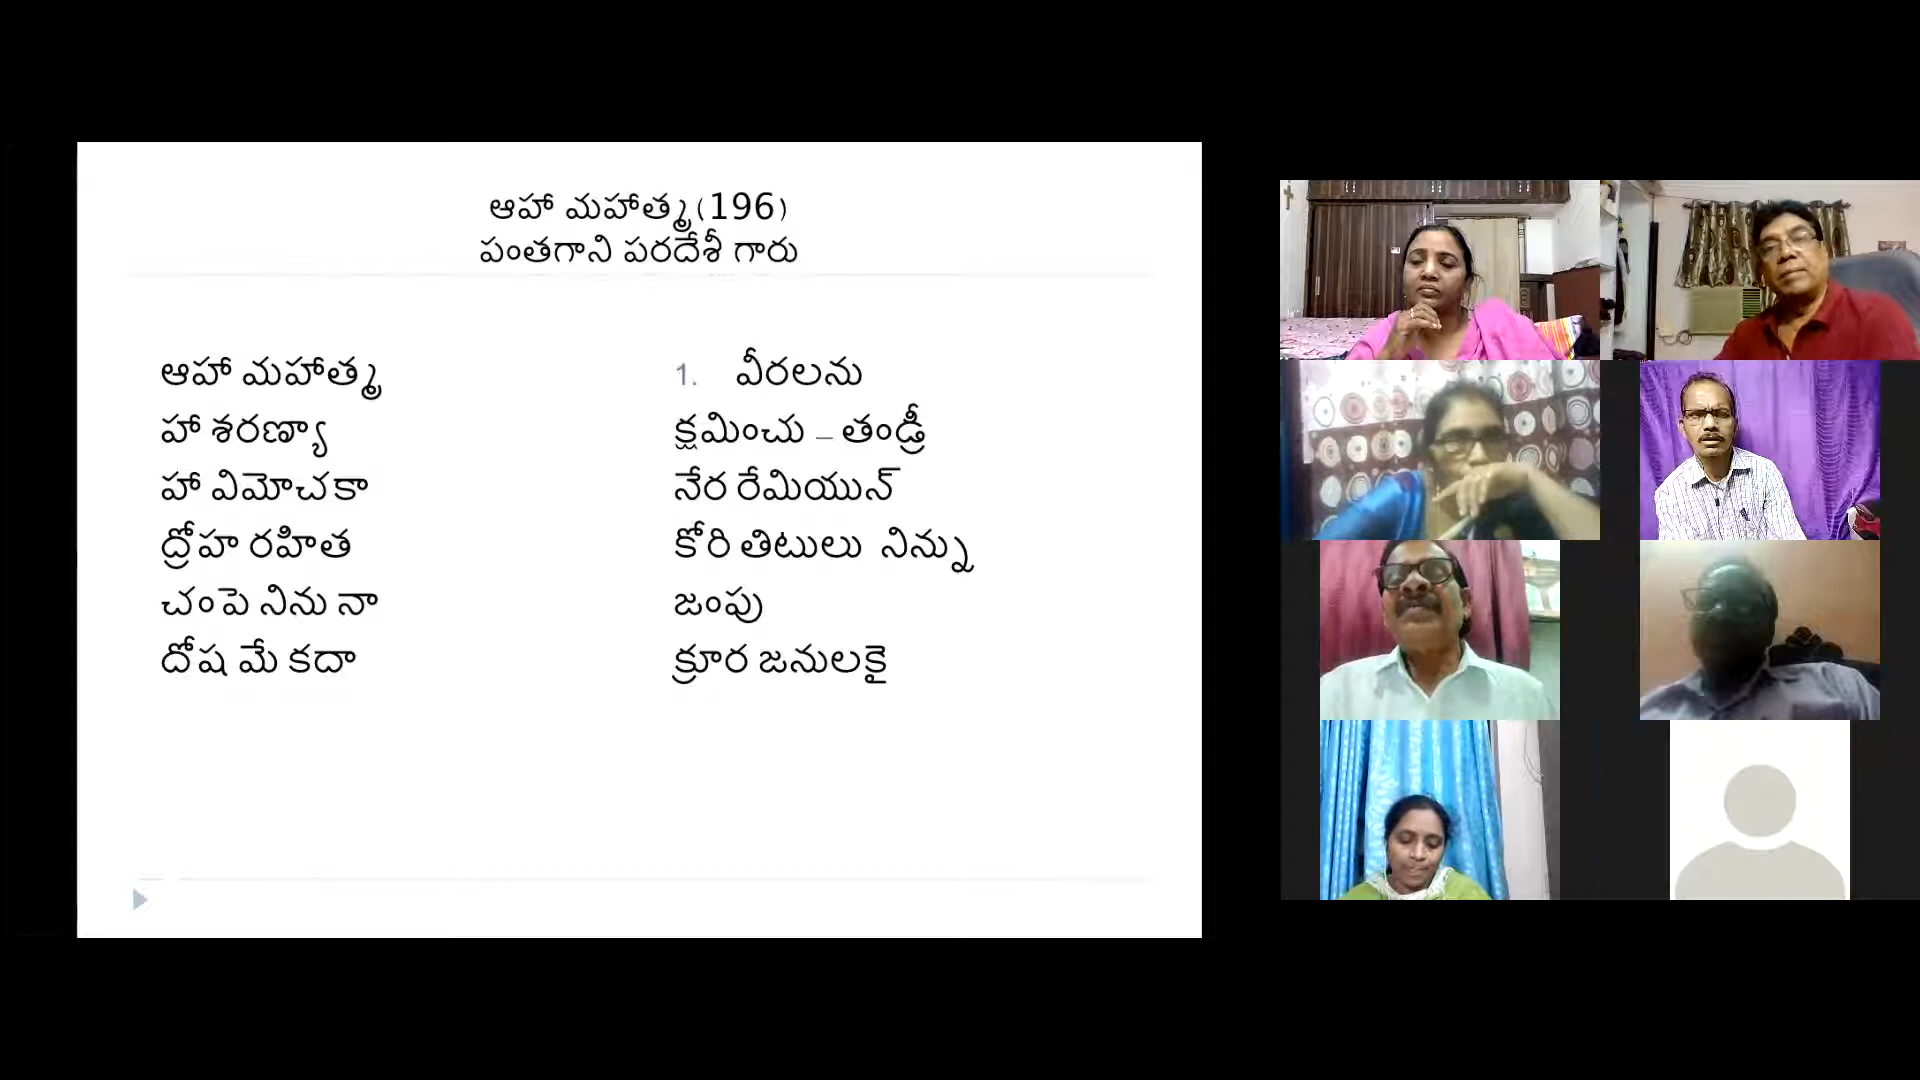 ఆహా మహాత్మ(196)
పంతగాని పరదేశీ గారు
ఆహా మహాత్మ
హా శరణ్యా
హా విమోచకా
ద్రోహ రహిత
చంపె నిను నా
దోష మే కదా
1. వీరలను
క్షమించు – తండ్రీ
నేర రేమియున్
కోరి తిటులు నిన్ను
జంపు
క్రూర జనులకై